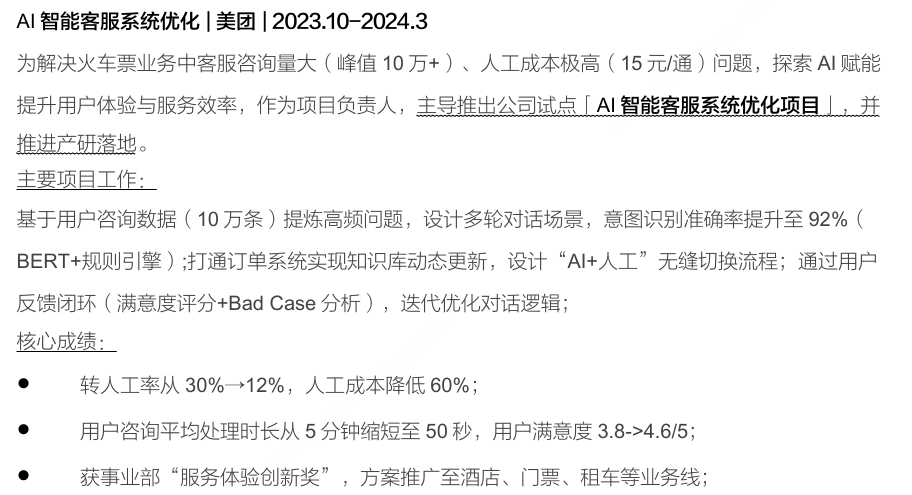 AI 智能客服系统优化 | 美团 | 2023.10-2024.3
为解决火车票业务中客服咨询量大（峰值 10 万+）、人工成本极高（15 元/通）问题，探索 AI 赋能
提升用户体验与服务效率，作为项目负责人，主导推出公司试点「AI 智能客服系统优化项目」，并
推进产研落地。
主要项目工作：
基于用户咨询数据（10 万条）提炼高频问题，设计多轮对话场景，意图识别准确率提升至 92%（
BERT+规则引擎）;打通订单系统实现知识库动态更新，设计“AI+人工”无缝切换流程；通过用户
反馈闭环（满意度评分+Bad Case 分析），迭代优化对话逻辑；
核心成绩：
● 转人工率从 30%→12%，人工成本降低 60%；
● 用户咨询平均处理时长从 5 分钟缩短至 50 秒，用户满意度 3.8->4.6/5；
● 获事业部“服务体验创新奖”，方案推广至酒店、门票、租车等业务线；